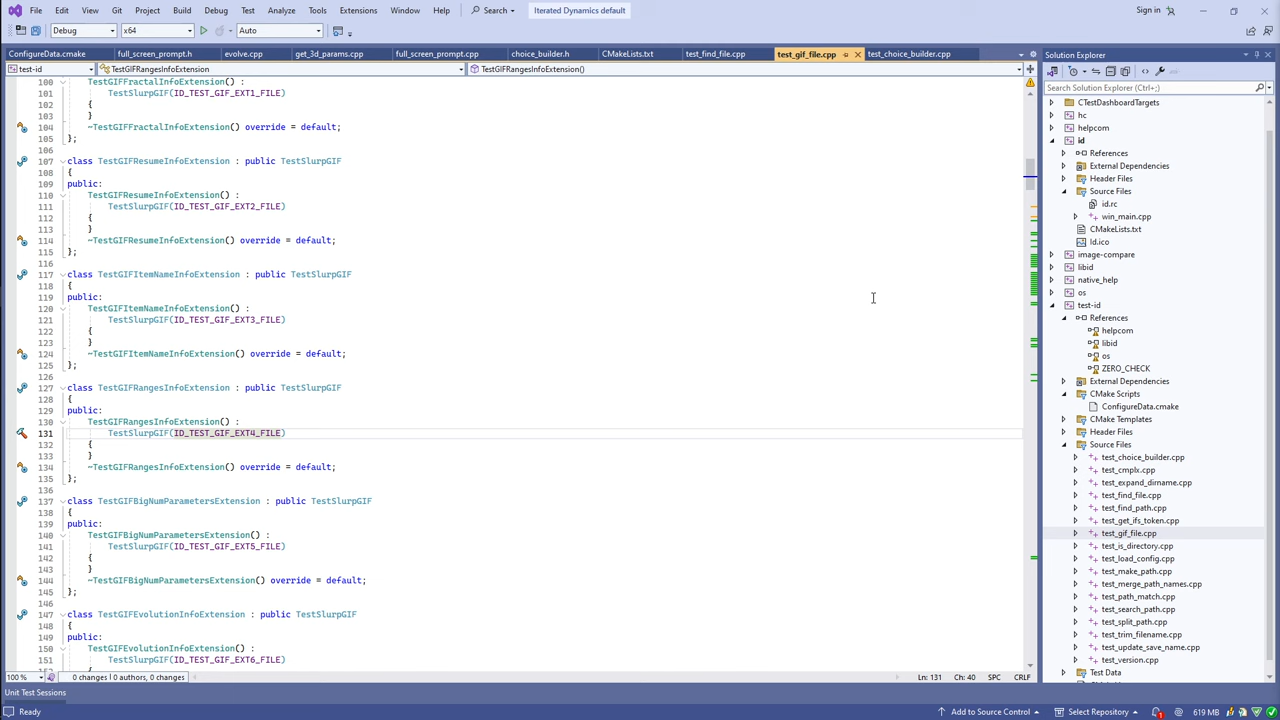 File Edit View Git Project Build Debug Test Analyze Tools Extensions Window Help Search Iterated Dynamics default Sign in
Debug x64 Auto
ConfigureData.cmake full_screen_prompt.h evolve.cpp get_3d_params.cpp full_screen_prompt.cpp choice_builder.h CMakeLists.txt test_find_file.cpp test_gif_file.cpp test_choice_builder.cpp
test-id TestGIFRangesInfoExtension TestGIFRangesInfoExtension()
100 TestGIFFractalInfoExtension() :
101 TestSlurpGIF(ID_TEST_GIF_EXT1_FILE)
102 {
103 }
104 ~TestGIFFractalInfoExtension() override = default;
105 };
106
107 class TestGIFResumeInfoExtension : public TestSlurpGIF
108 {
109 public:
110 TestGIFResumeInfoExtension() :
111 TestSlurpGIF(ID_TEST_GIF_EXT2_FILE)
112 {
113 }
114 ~TestGIFResumeInfoExtension() override = default;
115 };
116
117 class TestGIFItemNameInfoExtension : public TestSlurpGIF
118 {
119 public:
120 TestGIFItemNameInfoExtension() :
121 TestSlurpGIF(ID_TEST_GIF_EXT3_FILE)
122 {
123 }
124 ~TestGIFItemNameInfoExtension() override = default;
125 };
126
127 class TestGIFRangesInfoExtension : public TestSlurpGIF
128 {
129 public:
130 TestGIFRangesInfoExtension() :
131 TestSlurpGIF(ID_TEST_GIF_EXT4_FILE)
132 {
133 }
134 ~TestGIFRangesInfoExtension() override = default;
135 };
136
137 class TestGIFBigNumParametersExtension : public TestSlurpGIF
138 {
139 public:
140 TestGIFBigNumParametersExtension() :
141 TestSlurpGIF(ID_TEST_GIF_EXT5_FILE)
142 {
143 }
144 ~TestGIFBigNumParametersExtension() override = default;
145 };
146
147 class TestGIFEvolutionInfoExtension : public TestSlurpGIF
148 {
149 public:
150 TestGIFEvolutionInfoExtension() :
151 TestSlurpGIF(ID_TEST_GIF_EXT6_FILE)
100 % 0 changes | 0 authors, 0 changes Ln: 131 Ch: 40 SPC CRLF
Unit Test Sessions
Ready Add to Source Control Select Repository 619 MB
Solution Explorer
Search Solution Explorer (Ctrl+;)
CTestDashboardTargets
hc
helpcom
id
References
External Dependencies
Header Files
Source Files
id.rc
win_main.cpp
CMakeLists.txt
Id.ico
image-compare
libid
native_help
os
test-id
References
helpcom
libid
os
ZERO_CHECK
External Dependencies
CMake Scripts
ConfigureData.cmake
CMake Templates
Header Files
Source Files
test_choice_builder.cpp
test_cmplx.cpp
test_expand_dirname.cpp
test_find_file.cpp
test_find_path.cpp
test_get_ifs_token.cpp
test_gif_file.cpp
test_is_directory.cpp
test_load_config.cpp
test_make_path.cpp
test_merge_path_names.cpp
test_path_match.cpp
test_search_path.cpp
test_split_path.cpp
test_trim_filename.cpp
test_update_save_name.cpp
test_version.cpp
Test Data